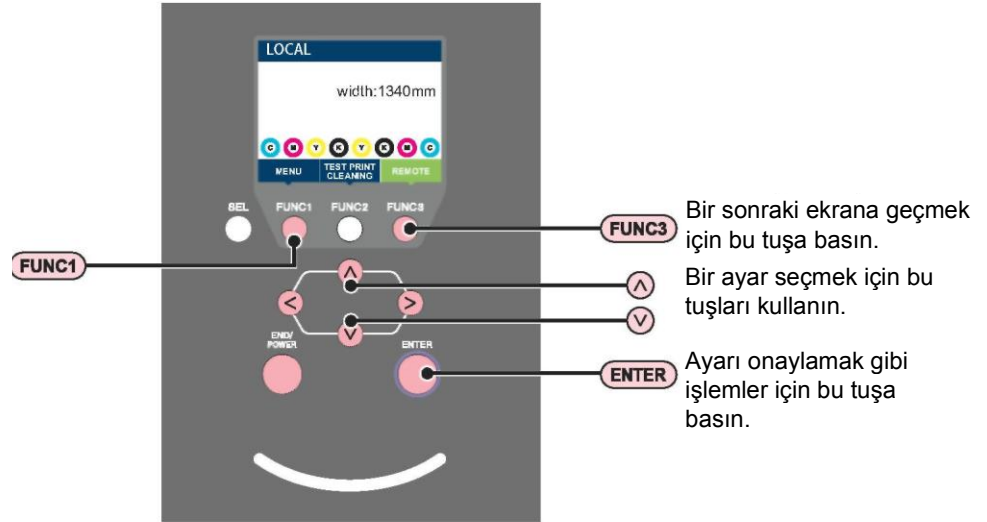 LOCAL
width:1340mm
C M Y K Y K M C
MENU
TEST PRINT
CLEANING
REMOTE
SEL
FUNC1
FUNC2
FUNC3
FUNC1
FUNC3
Bir sonraki ekrana geçmek
için bu tuşa basın.
Bir ayar seçmek için bu
tuşları kullanın.
END/
POWER
ENTER
ENTER
Ayarı onaylamak gibi
işlemler için bu tuşa
basın.